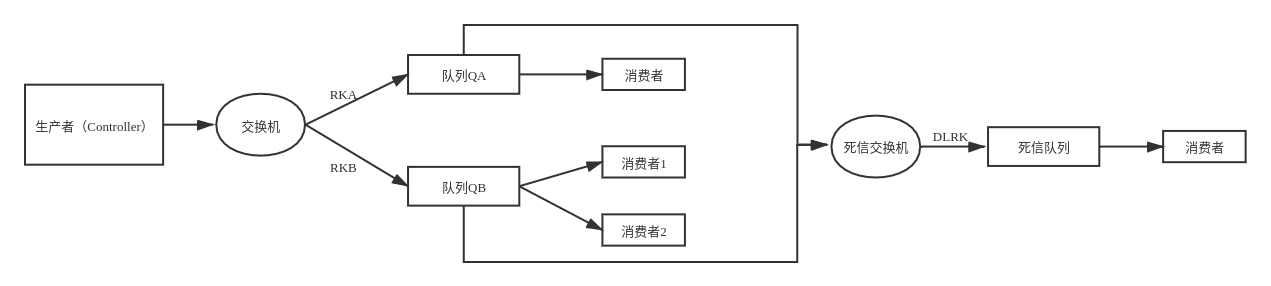 生产者（Controller）
交换机
RKA
RKB
队列QA
队列QB
消费者
消费者1
消费者2
死信交换机
DLRK
死信队列
消费者